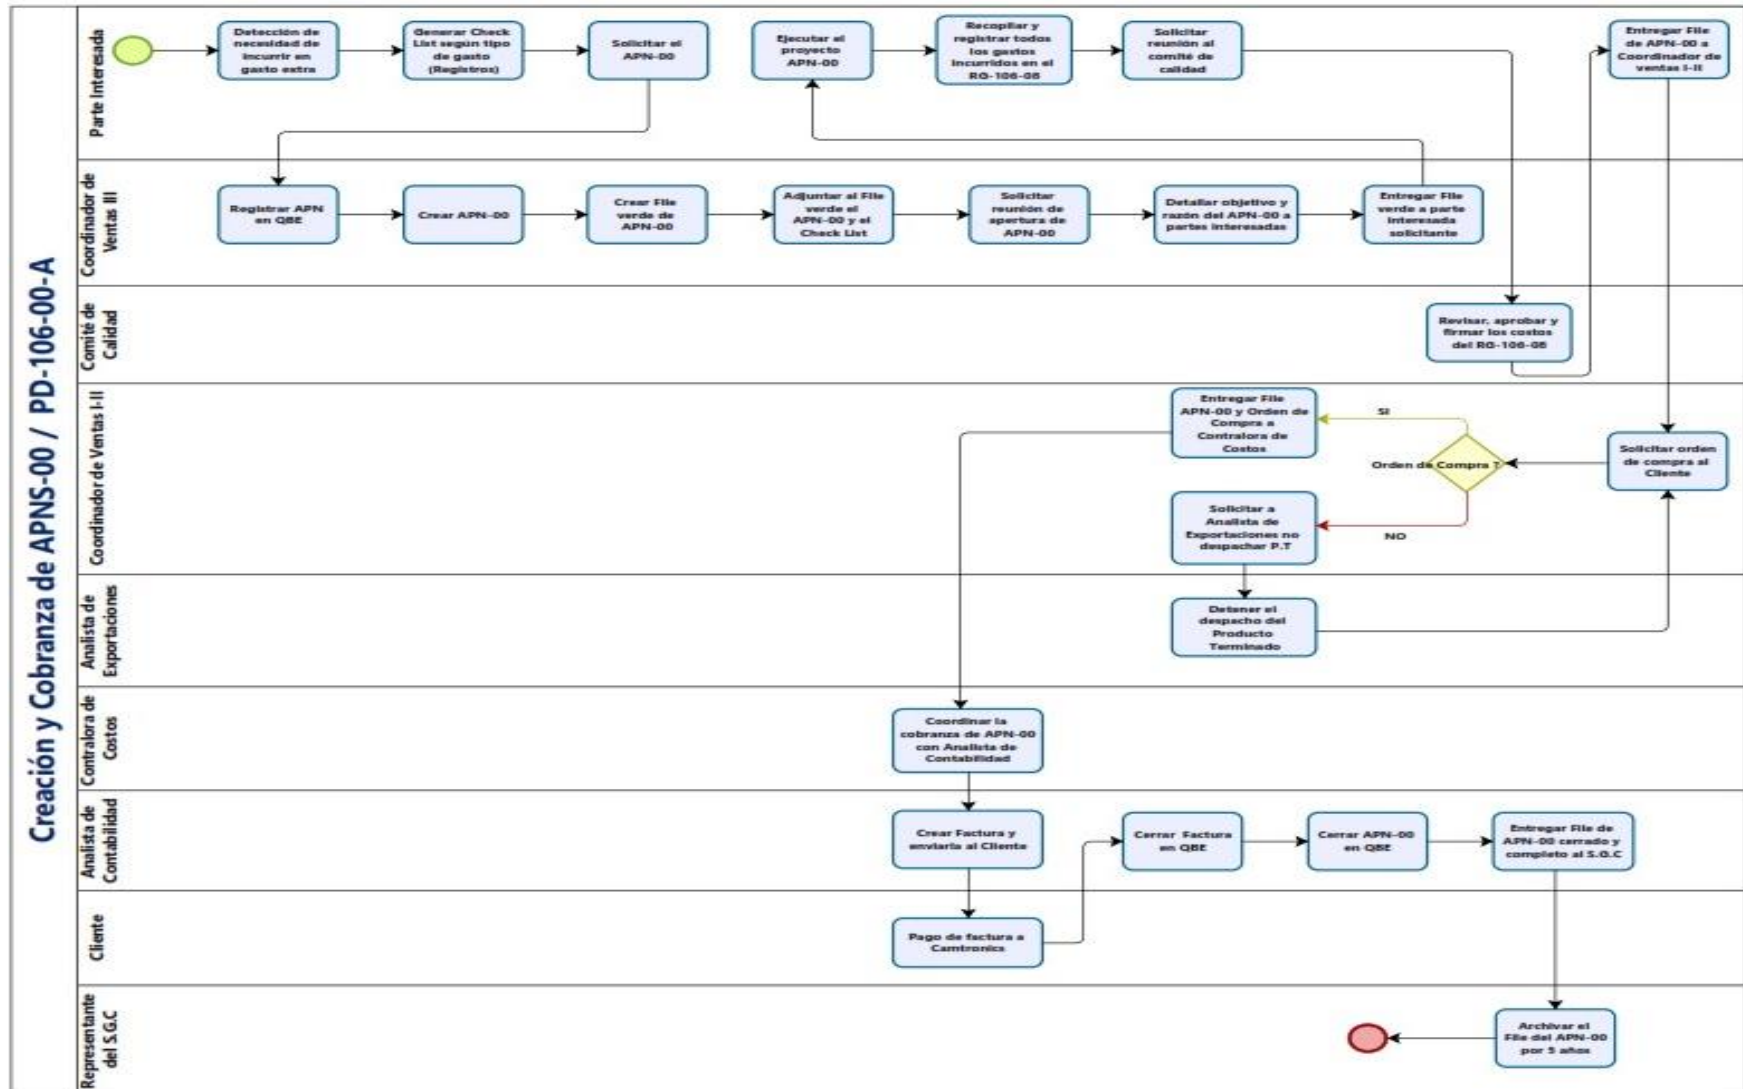 Creación y Cobranza de APNS-00 / PD-106-00-A
Parte Interesada
Detección de
necesidad de
incurrir en
gasto extra
Generar Check
List según tipo
de gasto
(Registros)
Solicitar el
APN-00
Ejecutar el
proyecto
APN-00
Recopilar y
registrar todos
los gastos
incurridos en el
RG-106-08
Solicitar
reunión al
comité de
calidad
Entregar File
de APN-00 a
Coordinador de
ventas I-II
Coordinador de
Ventas III
Registrar APN
en QBE
Crear APN-00
Crear File
verde de
APN-00
Adjuntar al File
verde el
APN-00 y el
Check List
Solicitar
reunión de
apertura de
APN-00
Detallar objetivo y
razón del APN-00 a
partes interesadas
Entregar File
verde a parte
interesada
solicitante
Comité de
Calidad
Revisar, aprobar y
firmar los costos
del RG-106-08
Coordinador de Ventas I-II
Entregar File
APN-00 y Orden de
Compra a
Contralora de
Costos
SI
Orden de Compra ?
Solicitar orden
de compra al
Cliente
Solicitar a
Analista de
Exportaciones no
despachar P.T
NO
Analista de
Exportaciones
Detener el
despacho del
Producto
Terminado
Contralora de
Costos
Coordinar la
cobranza de APN-00
con Analista de
Contabilidad
Analista de
Contabilidad
Crear Factura y
enviarla al Cliente
Cerrar Factura
en QBE
Cerrar APN-00
en QBE
Entregar File de
APN-00 cerrado y
completo al S.G.C
Cliente
Pago de factura a
Camtronics
Representante
del S.G.C
Archivar el
File del APN-00
por 5 años